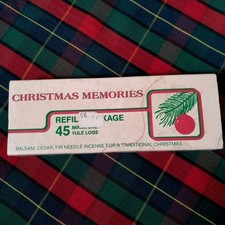 CHRISTMAS MEMORIES
REFILL PACKAGE
45 YULE LOGS
BALSAM, CEDAR, FIR NEEDLE INCENSE FOR A TRADITIONAL CHRISTMAS